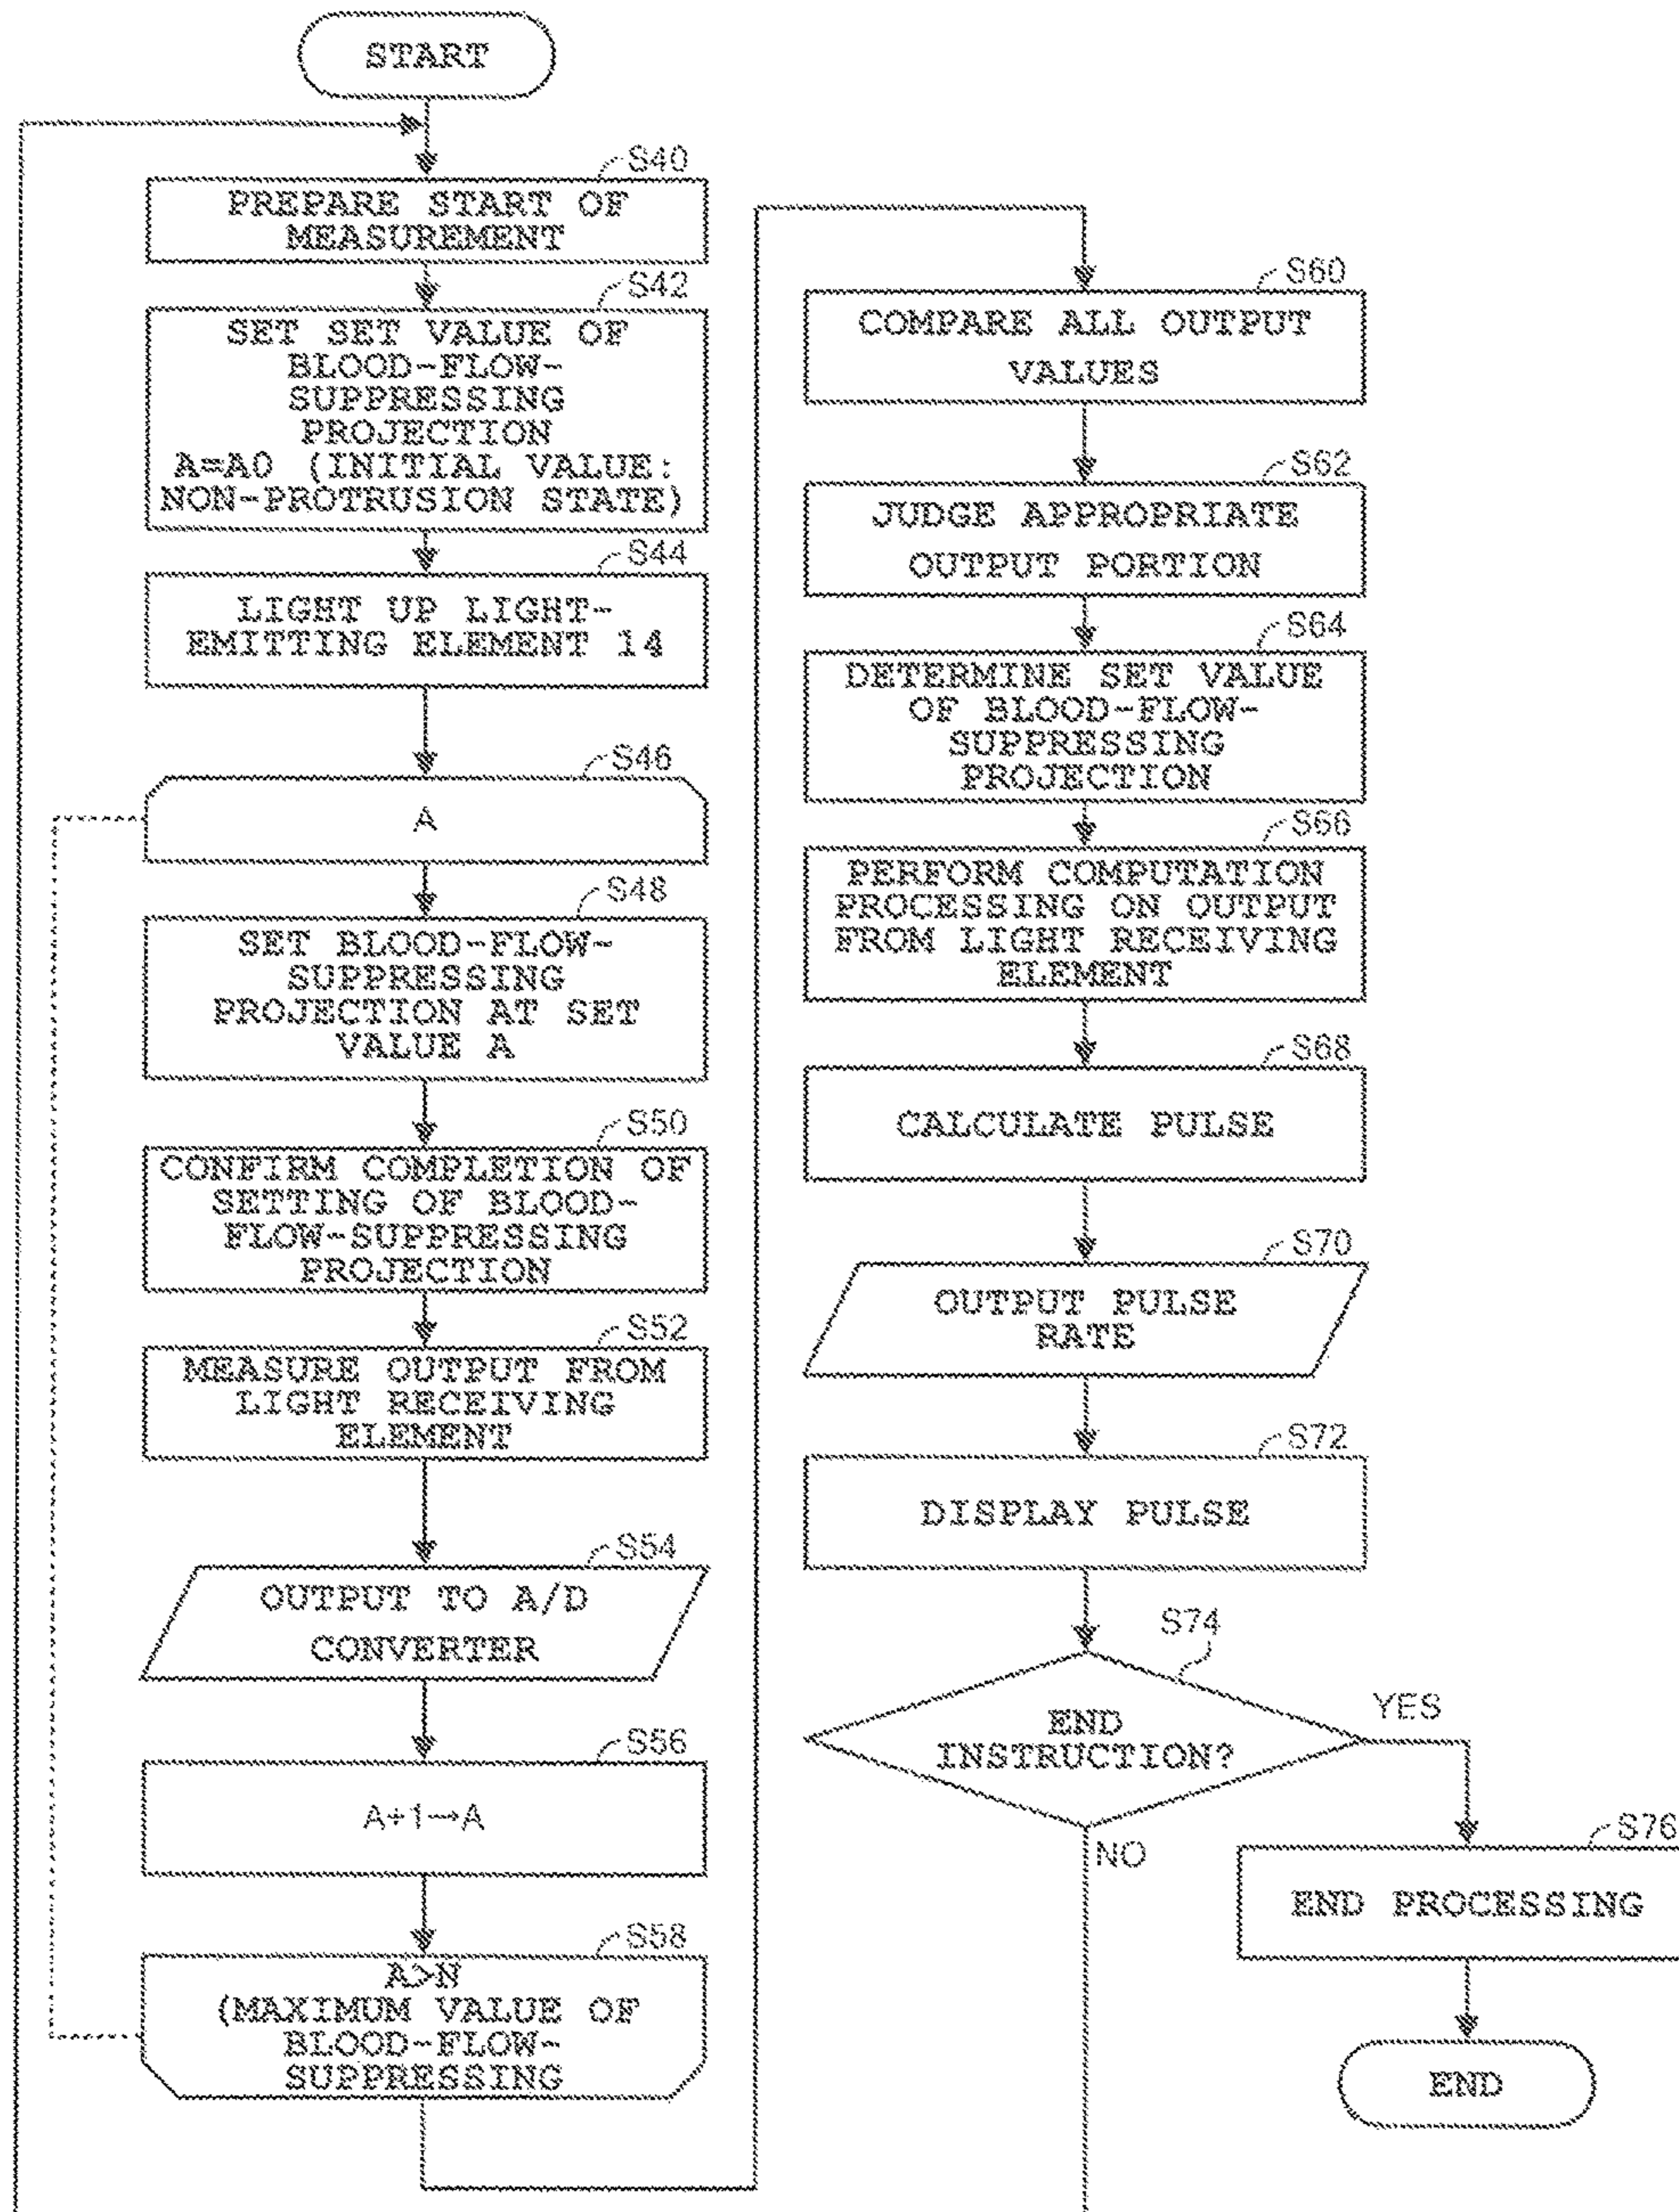 START
S40
PREPARE START OF
MEASUREMENT
S42
SET SET VALUE OF
BLOOD-FLOW-
SUPPRESSING
PROJECTION
A=A0 (INITIAL VALUE:
NON-PROTRUSION STATE)
S44
LIGHT UP LIGHT-
EMITTING ELEMENT 14
S46
A
S48
SET BLOOD-FLOW-
SUPPRESSING
PROJECTION AT SET
VALUE A
S50
CONFIRM COMPLETION OF
SETTING OF BLOOD-
FLOW-SUPPRESSING
PROJECTION
S52
MEASURE OUTPUT FROM
LIGHT RECEIVING
ELEMENT
S54
OUTPUT TO A/D
CONVERTER
S56
A+1→A
S58
A>N
(MAXIMUM VALUE OF
BLOOD-FLOW-
SUPPRESSING
S60
COMPARE ALL OUTPUT
VALUES
S62
JUDGE APPROPRIATE
OUTPUT PORTION
S64
DETERMINE SET VALUE
OF BLOOD-FLOW-
SUPPRESSING
PROJECTION
S66
PERFORM COMPUTATION
PROCESSING ON OUTPUT
FROM LIGHT RECEIVING
ELEMENT
S68
CALCULATE PULSE
S70
OUTPUT PULSE
RATE
S72
DISPLAY PULSE
S74
END
INSTRUCTION?
YES
NO
S76
END PROCESSING
END